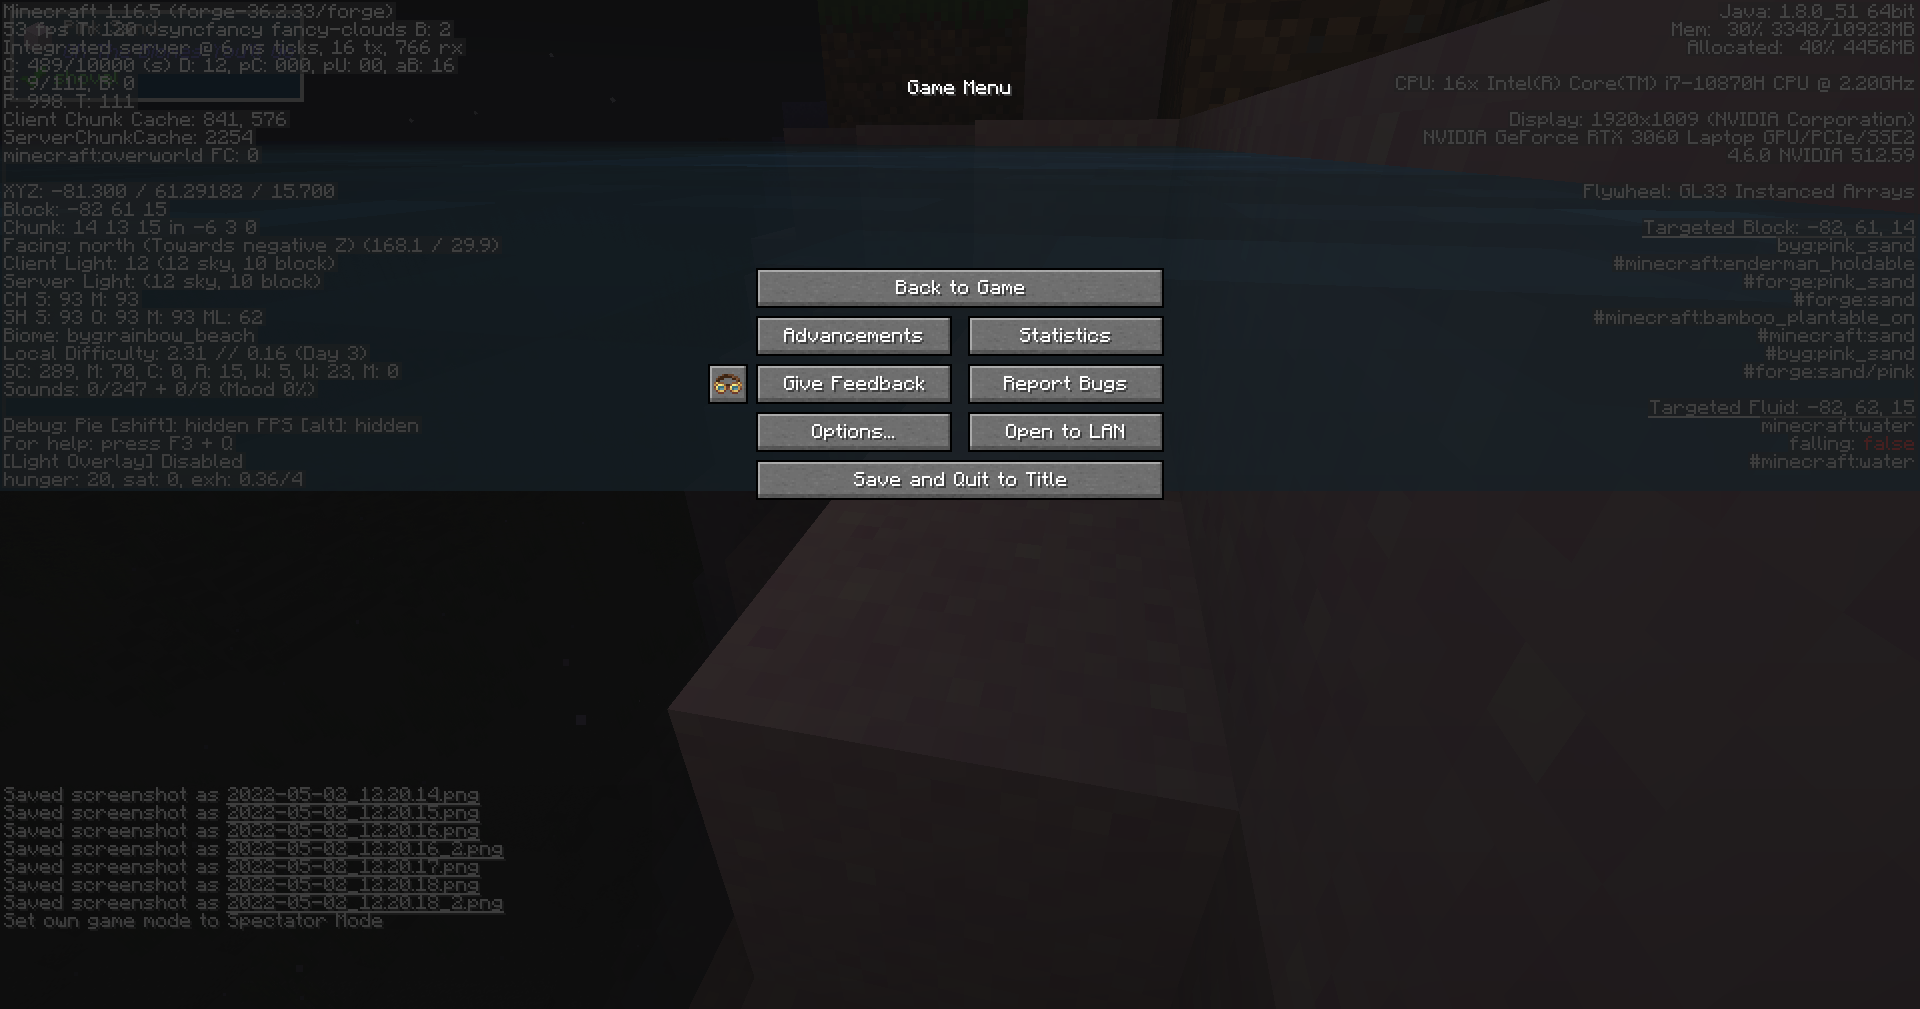 Minecraft 1.16.5 (forge-36.2.33/forge)
53 fps T: 120 vsyncfancy fancy-clouds B: 2
Integrated server @ 6 ms ticks, 16 tx, 766 rx
C: 489/10000 (s) D: 12, pC: 000, pU: 00, aB: 16
E: 9/111, B: 0
P: 998. T: 111
Client Chunk Cache: 841, 576
ServerChunkCache: 2254
minecraft:overworld FC: 0
XYZ: -81.300 / 61.29182 / 15.700
Block: -82 61 15
Chunk: 14 13 15 in -6 3 0
Facing: north (Towards negative Z) (168.1 / 29.9)
Client Light: 12 (12 sky, 10 block)
Server Light: (12 sky, 10 block)
CH S: 93 M: 93
SH S: 93 O: 93 M: 93 ML: 62
Biome: byg:rainbow_beach
Local Difficulty: 2.31 // 0.16 (Day 3)
SC: 289, M: 70, C: 0, A: 15, W: 5, W: 23, M: 0
Sounds: 0/247 + 0/8 (Mood 0%)
Debug: Pie [shift]: hidden FPS [alt]: hidden
For help: press F3 + Q
[Light Overlay] Disabled
hunger: 20, sat: 0, exh: 0.36/4
Java: 1.8.0_51 64bit
Mem: 30% 3348/10923MB
Allocated: 40% 4456MB
CPU: 16x Intel(R) Core(TM) i7-10870H CPU @ 2.20GHz
Display: 1920x1009 (NVIDIA Corporation)
NVIDIA GeForce RTX 3060 Laptop GPU/PCIe/SSE2
4.6.0 NVIDIA 512.59
Flywheel: GL33 Instanced Arrays
Targeted Block: -82, 61, 14
byg:pink_sand
#minecraft:enderman_holdable
#forge:pink_sand
#forge:sand
#minecraft:bamboo_plantable_on
#minecraft:sand
#byg:pink_sand
#forge:sand/pink
Targeted Fluid: -82, 62, 15
minecraft:water
falling: false
#minecraft:water
Game Menu
Back to Game
Advancements
Statistics
Give Feedback
Report Bugs
Options...
Open to LAN
Save and Quit to Title
Saved screenshot as 2022-05-02_12.20.14.png
Saved screenshot as 2022-05-02_12.20.15.png
Saved screenshot as 2022-05-02_12.20.16.png
Saved screenshot as 2022-05-02_12.20.16_2.png
Saved screenshot as 2022-05-02_12.20.17.png
Saved screenshot as 2022-05-02_12.20.18.png
Saved screenshot as 2022-05-02_12.20.18_2.png
Set own game mode to Spectator Mode